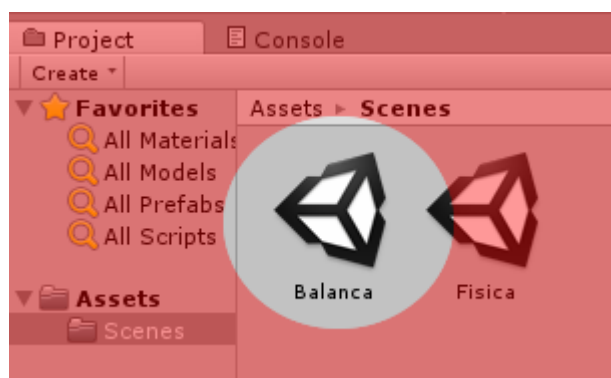 Project
Console
Create
Favorites
All Materials
All Models
All Prefabs
All Scripts
Assets
Scenes
Assets ▸ Scenes
Balanca
Fisica